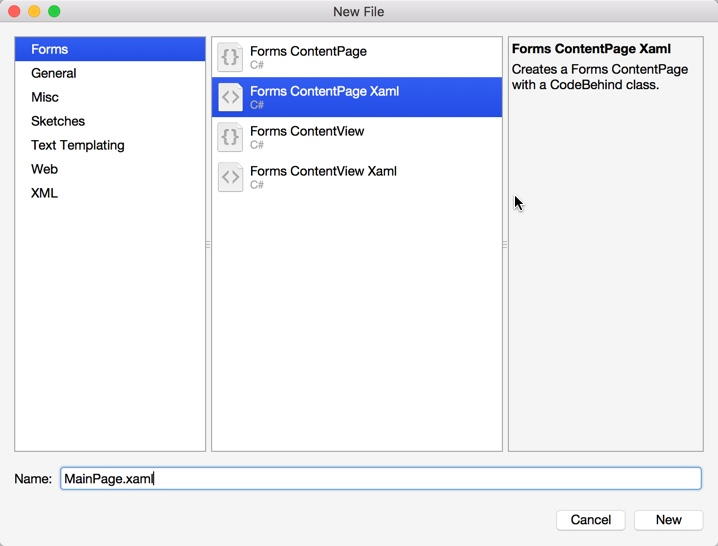 New File
Forms
General
Misc
Sketches
Text Templating
Web
XML
{} Forms ContentPage
C#
<> Forms ContentPage Xaml
C#
{} Forms ContentView
C#
<> Forms ContentView Xaml
C#
Forms ContentPage Xaml
Creates a Forms ContentPage
with a CodeBehind class.
Name: MainPage.xaml
Cancel New